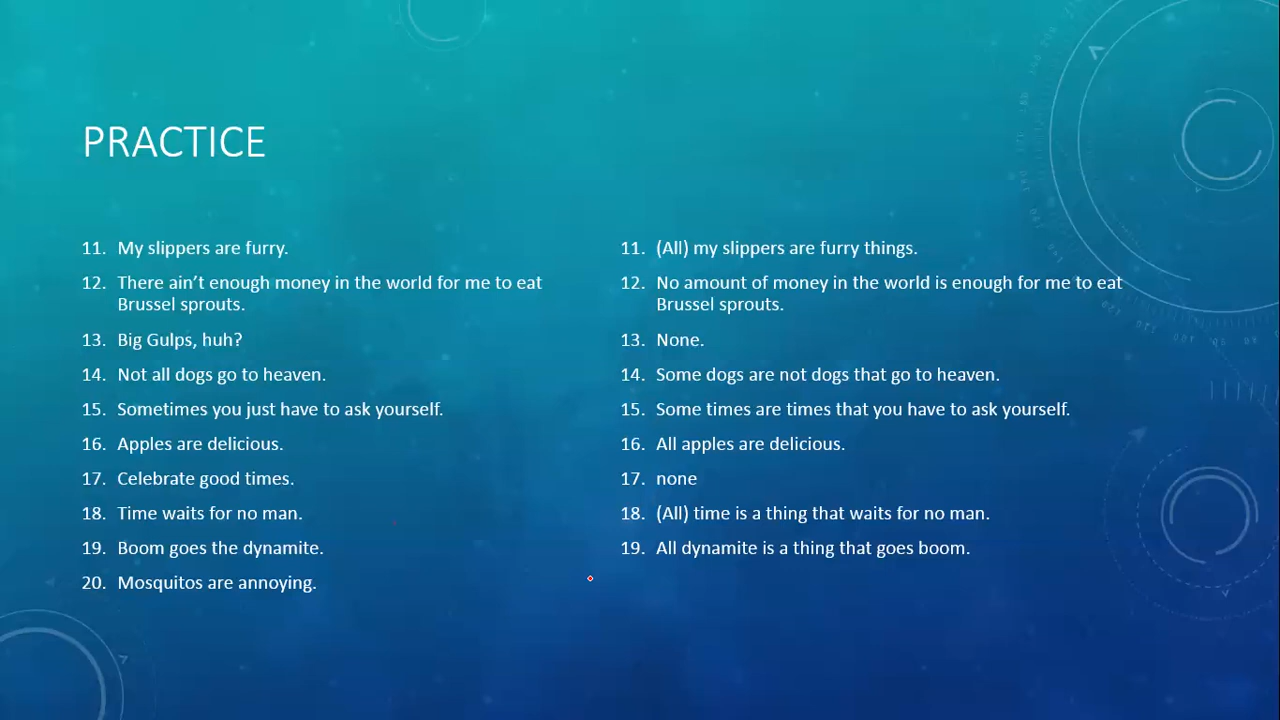 PRACTICE
11. My slippers are furry.
12. There ain't enough money in the world for me to eat
Brussel sprouts.
13. Big Gulps, huh?
14. Not all dogs go to heaven.
15. Sometimes you just have to ask yourself.
16. Apples are delicious.
17. Celebrate good times.
18. Time waits for no man.
19. Boom goes the dynamite.
20. Mosquitos are annoying.
11. (All) my slippers are furry things.
12. No amount of money in the world is enough for me to eat
Brussel sprouts.
13. None.
14. Some dogs are not dogs that go to heaven.
15. Some times are times that you have to ask yourself.
16. All apples are delicious.
17. none
18. (All) time is a thing that waits for no man.
19. All dynamite is a thing that goes boom.